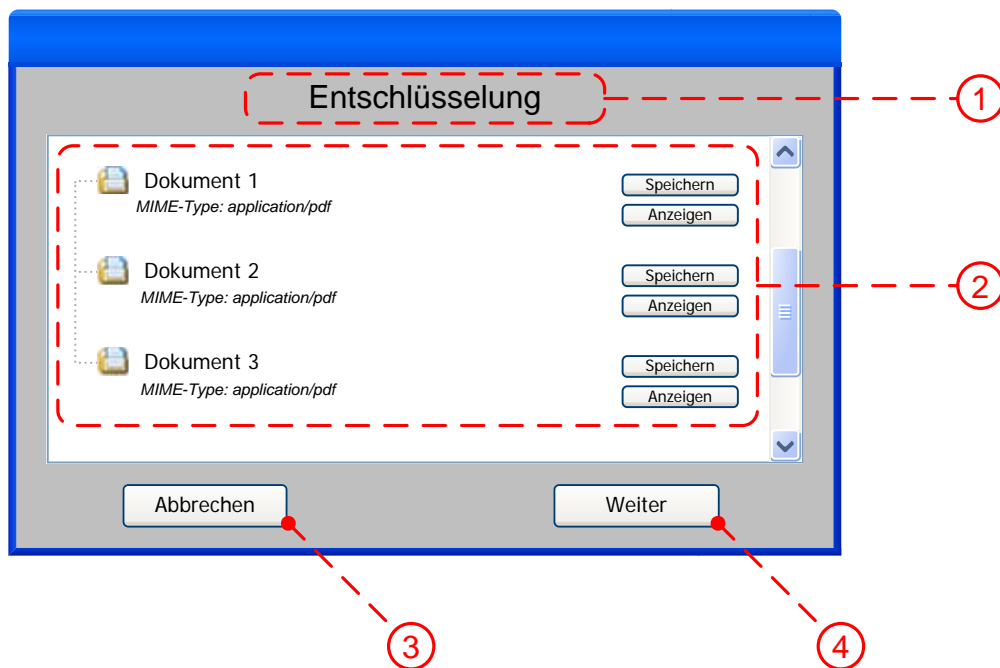 Entschlüsselung
1
Dokument 1
Speichern
MIME-Type: application/pdf
Anzeigen
Dokument 2
Speichern
MIME-Type: application/pdf
Anzeigen
2
Dokument 3
Speichern
MIME-Type: application/pdf
Anzeigen
Abbrechen
Weiter
3
4